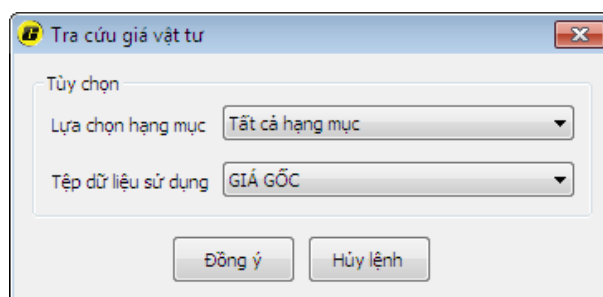 Tra cứu giá vật tư
Tùy chọn
Lựa chọn hạng mục Tất cả hạng mục
Tệp dữ liệu sử dụng GIÁ GỐC
Đồng ý Hủy lệnh